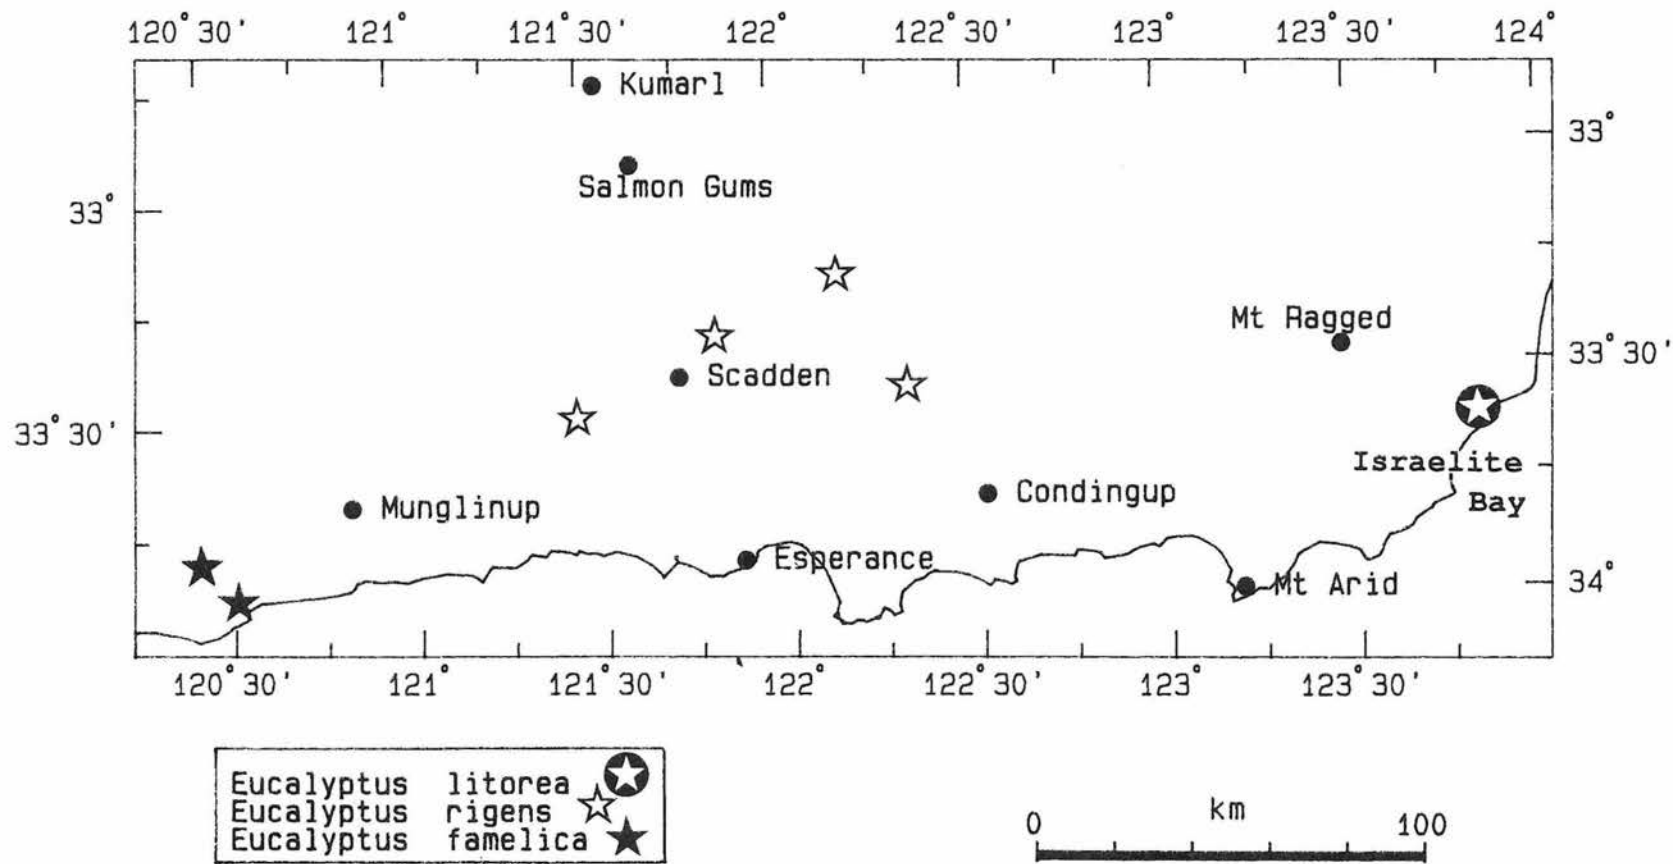 120°30' 121° 121°30' 122° 122°30' 123° 123°30' 124°
Kumarl
33°
Salmon Gums
33°
Mt Ragged
33°30'
Scadden
33°30'
Israelite
Munglinup
Condingup
Bay
Esperance
Mt Arid
34°
120°30' 121° 121°30' 122° 122°30' 123° 123°30'
Eucalyptus litorea
Eucalyptus rigens
Eucalyptus famelica
km
0 100